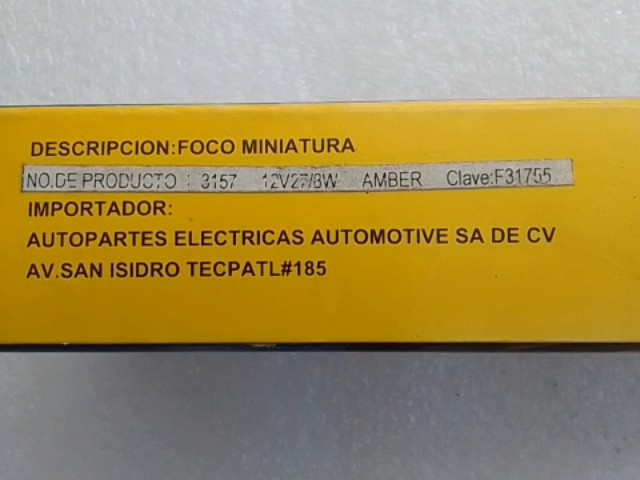 DESCRIPCION:FOCO MINIATURA
NO.DE PRODUCTO : 3157 12V27/8W AMBER Clave:F31755
IMPORTADOR:
AUTOPARTES ELECTRICAS AUTOMOTIVE SA DE CV
AV.SAN ISIDRO TECPATL#185